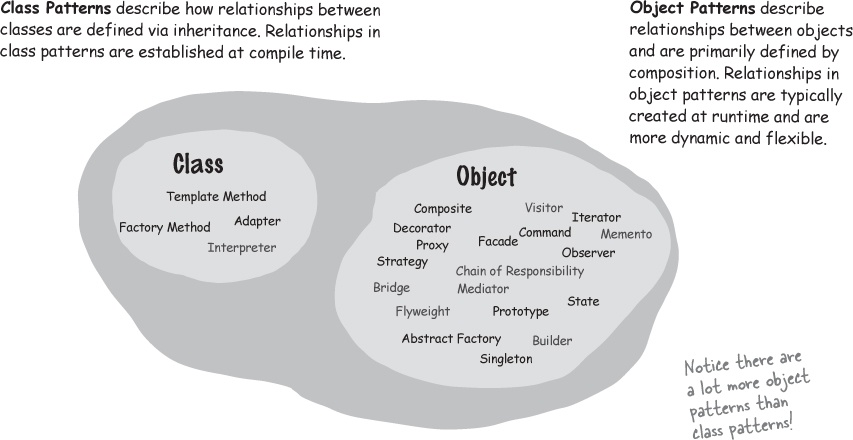 Class Patterns describe how relationships between
classes are defined via inheritance. Relationships in
class patterns are established at compile time.
Object Patterns describe
relationships between objects
and are primarily defined by
composition. Relationships in
object patterns are typically
created at runtime and are
more dynamic and flexible.
Class
Template Method
Factory Method
Adapter
Interpreter
Object
Composite
Visitor
Iterator
Decorator
Command
Memento
Proxy
Facade
Observer
Strategy
Chain of Responsibility
Bridge
Mediator
State
Flyweight
Prototype
Abstract Factory
Builder
Singleton
Notice there are
a lot more object
patterns than
class patterns!